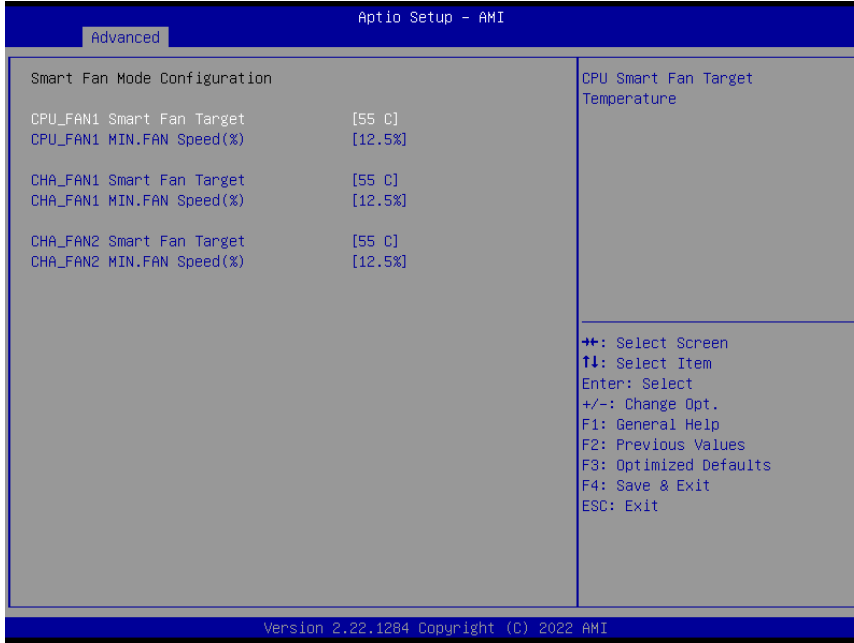 Aptio Setup – AMI
Advanced
Smart Fan Mode Configuration
CPU_FAN1 Smart Fan Target [55 C]
CPU_FAN1 MIN.FAN Speed(%) [12.5%]
CHA_FAN1 Smart Fan Target [55 C]
CHA_FAN1 MIN.FAN Speed(%) [12.5%]
CHA_FAN2 Smart Fan Target [55 C]
CHA_FAN2 MIN.FAN Speed(%) [12.5%]
CPU Smart Fan Target
Temperature
→←: Select Screen
↑↓: Select Item
Enter: Select
+/-: Change Opt.
F1: General Help
F2: Previous Values
F3: Optimized Defaults
F4: Save & Exit
ESC: Exit
Version 2.22.1284 Copyright (C) 2022 AMI